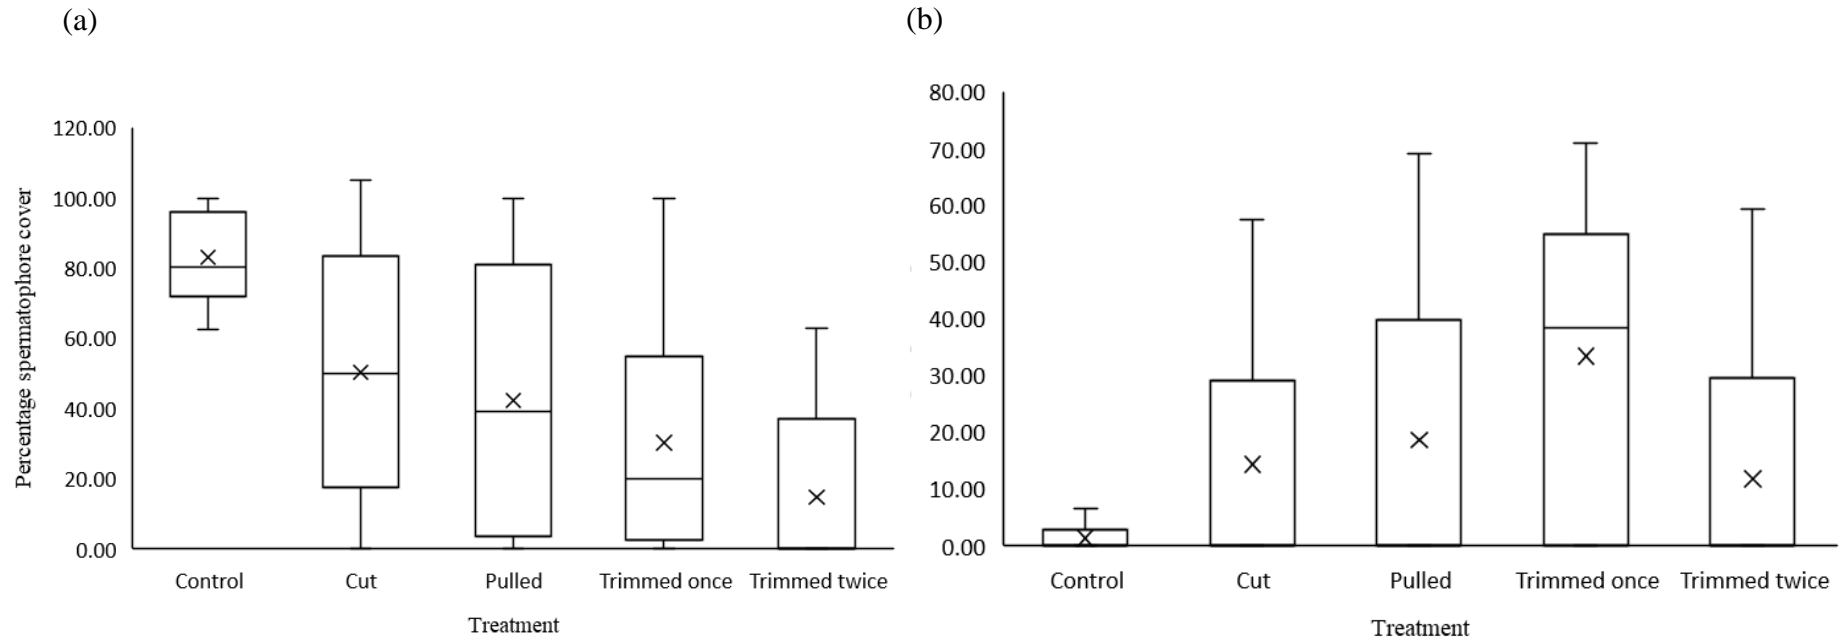 (a)
(b)
Percentage spermatophore cover
120.00
100.00
80.00
60.00
40.00
20.00
0.00
Control Cut Pulled Trimmed once Trimmed twice
Treatment
80.00
70.00
60.00
50.00
40.00
30.00
20.00
10.00
0.00
Control Cut Pulled Trimmed once Trimmed twice
Treatment